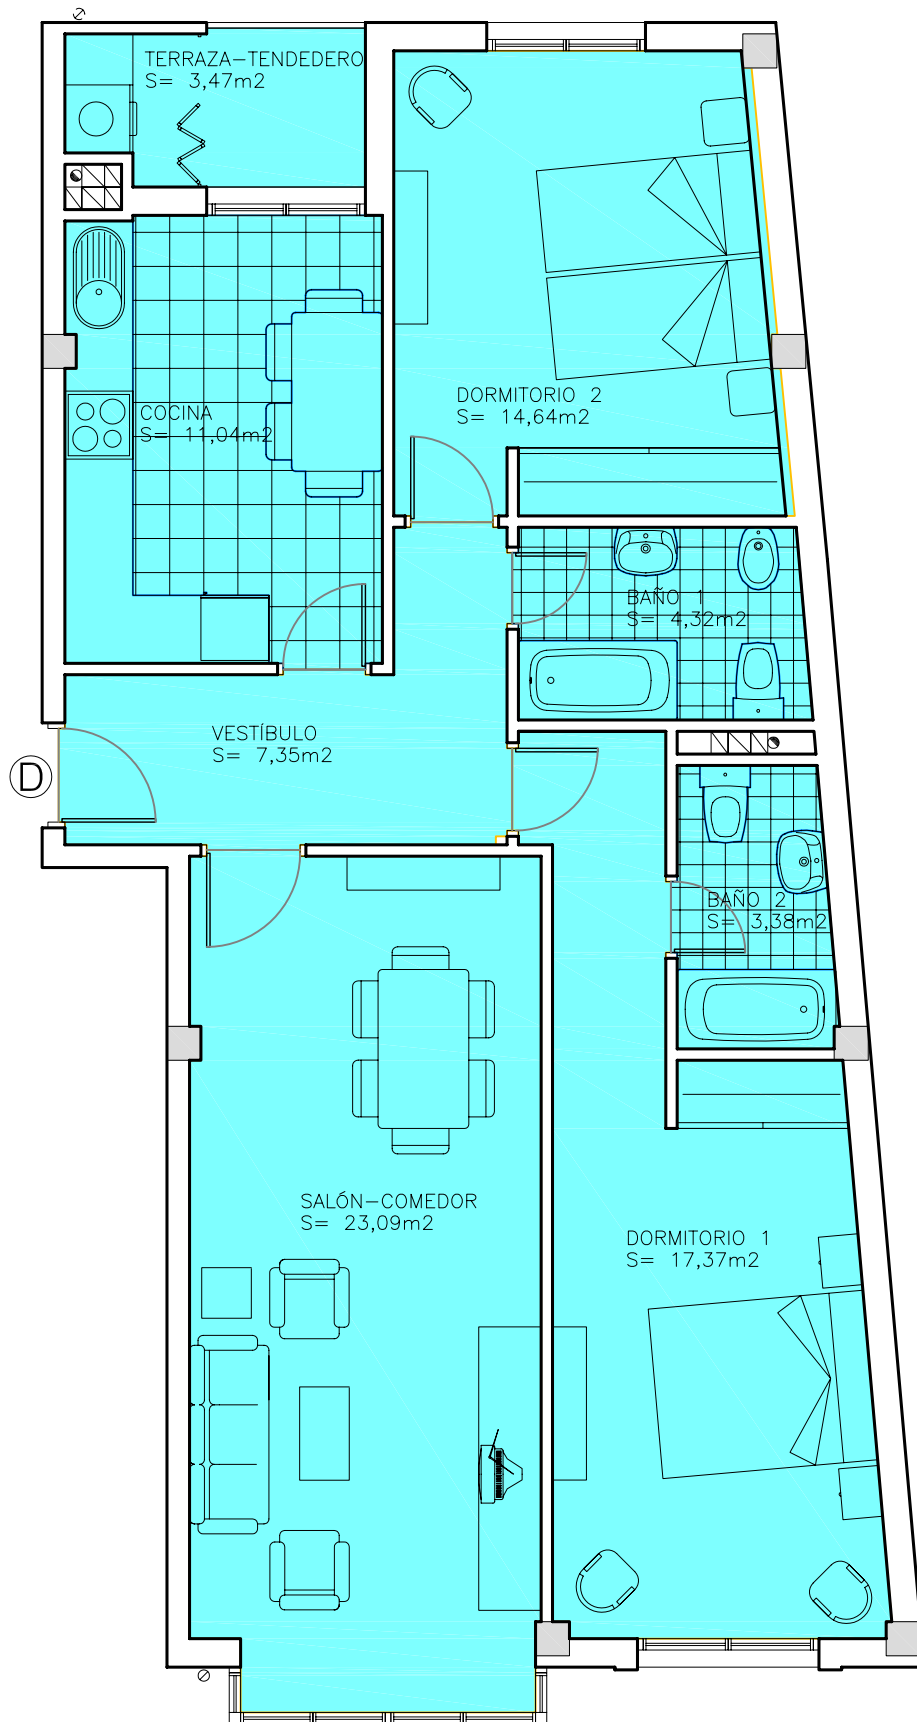 TERRAZA-TENDEDERO
S= 3,47m2
DORMITORIO 2
S= 14,64m2
COCINA
S= 11,04m2
BAÑO 1
S= 4,32m2
VESTÍBULO
S= 7,35m2
D
BAÑO 2
S= 3,38m2
SALÓN-COMEDOR
S= 23,09m2
DORMITORIO 1
S= 17,37m2